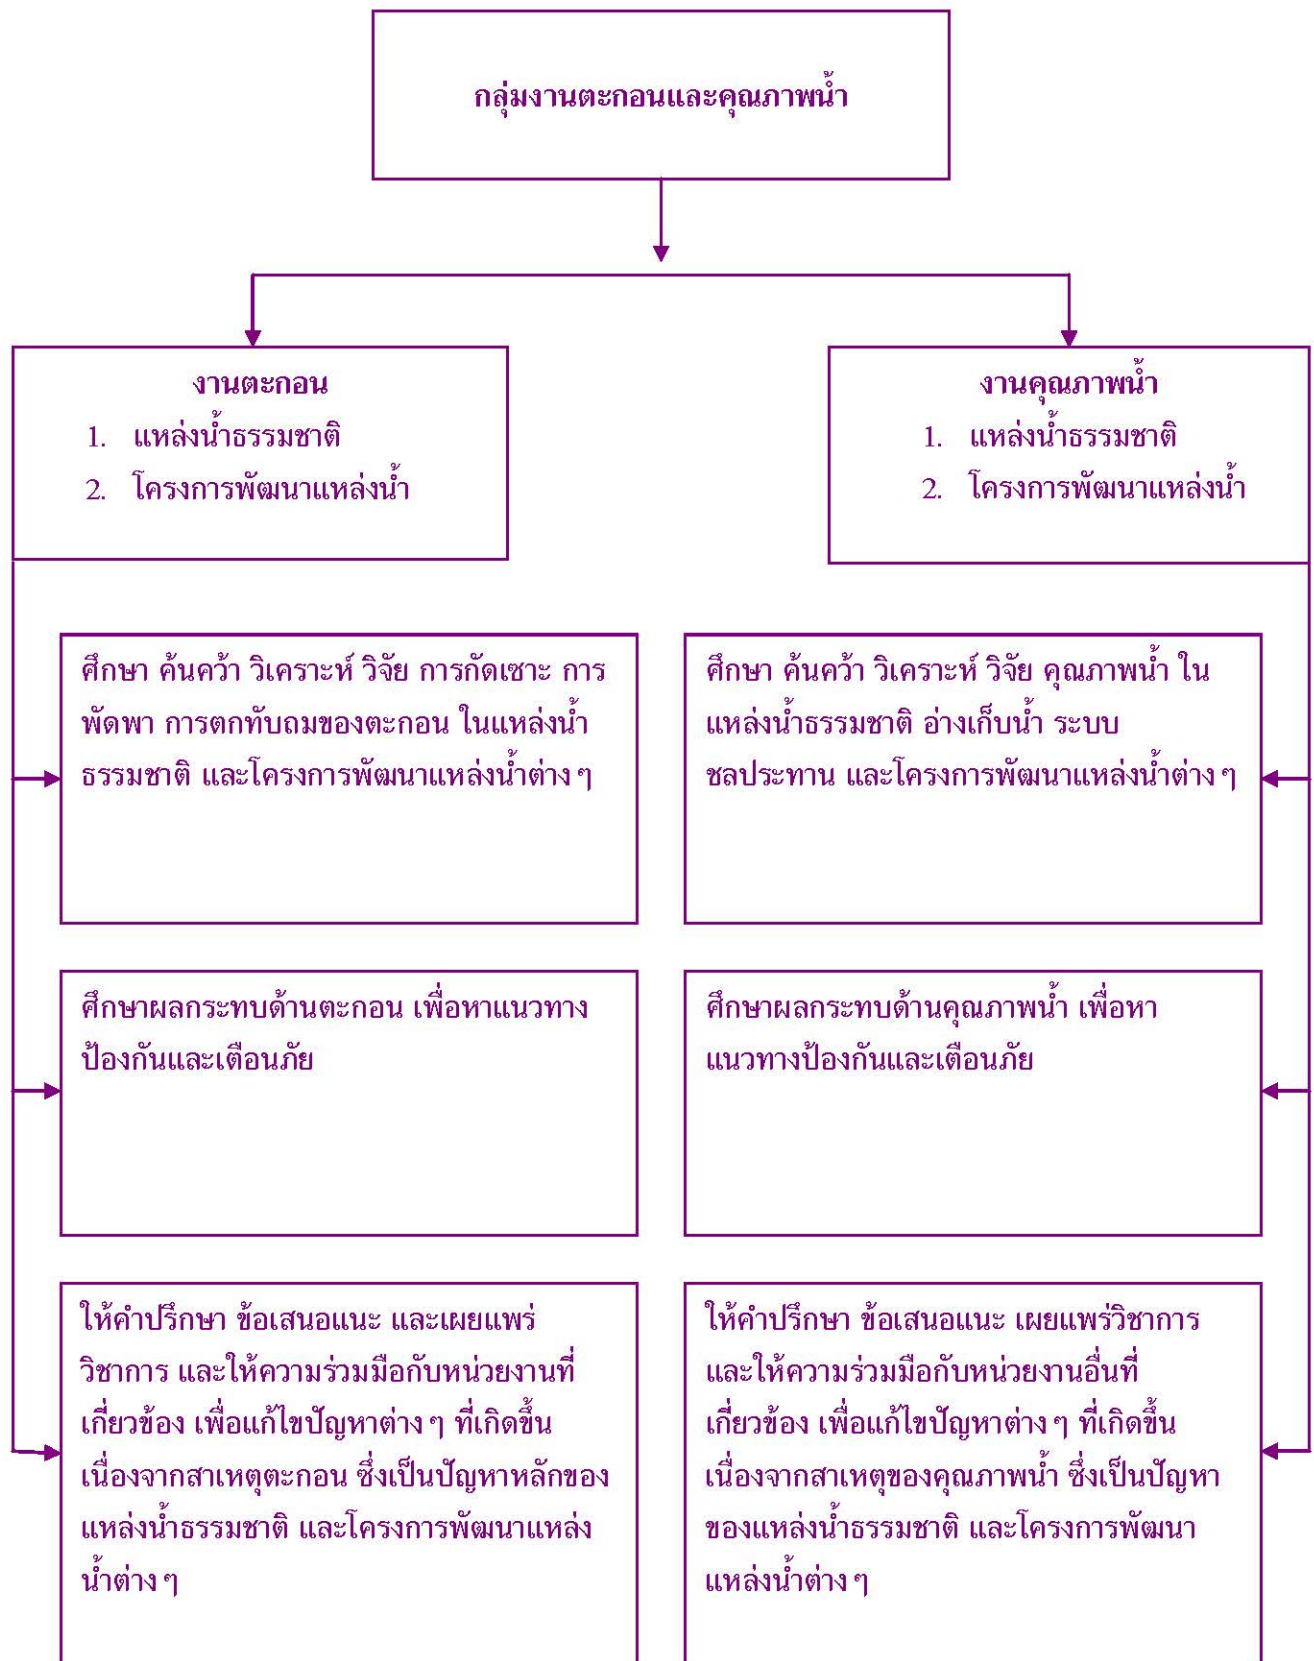 กลุ่มงานตะกอนและคุณภาพน้ำ
งานตะกอน
1. แหล่งน้ำธรรมชาติ
2. โครงการพัฒนาแหล่งน้ำ
งานคุณภาพน้ำ
1. แหล่งน้ำธรรมชาติ
2. โครงการพัฒนาแหล่งน้ำ
ศึกษา ค้นคว้า วิเคราะห์ วิจัย การกัดเซาะ การ
พัดพา การตกทับถมของตะกอน ในแหล่งน้ำ
ธรรมชาติ และโครงการพัฒนาแหล่งน้ำต่าง ๆ
ศึกษา ค้นคว้า วิเคราะห์ วิจัย คุณภาพน้ำ ใน
แหล่งน้ำธรรมชาติ อ่างเก็บน้ำ ระบบ
ชลประทาน และโครงการพัฒนาแหล่งน้ำต่าง ๆ
ศึกษาผลกระทบด้านตะกอน เพื่อหาแนวทาง
ป้องกันและเตือนภัย
ศึกษาผลกระทบด้านคุณภาพน้ำ เพื่อหา
แนวทางป้องกันและเตือนภัย
ให้คำปรึกษา ข้อเสนอแนะ และเผยแพร่
วิชาการ และให้ความร่วมมือกับหน่วยงานที่
เกี่ยวข้อง เพื่อแก้ไขปัญหาต่าง ๆ ที่เกิดขึ้น
เนื่องจากสาเหตุตะกอน ซึ่งเป็นปัญหาหลักของ
แหล่งน้ำธรรมชาติ และโครงการพัฒนาแหล่ง
น้ำต่าง ๆ
ให้คำปรึกษา ข้อเสนอแนะ เผยแพร่วิชาการ
และให้ความร่วมมือกับหน่วยงานอื่นที่
เกี่ยวข้อง เพื่อแก้ไขปัญหาต่าง ๆ ที่เกิดขึ้น
เนื่องจากสาเหตุของคุณภาพน้ำ ซึ่งเป็นปัญหา
ของแหล่งน้ำธรรมชาติ และโครงการพัฒนา
แหล่งน้ำต่าง ๆ